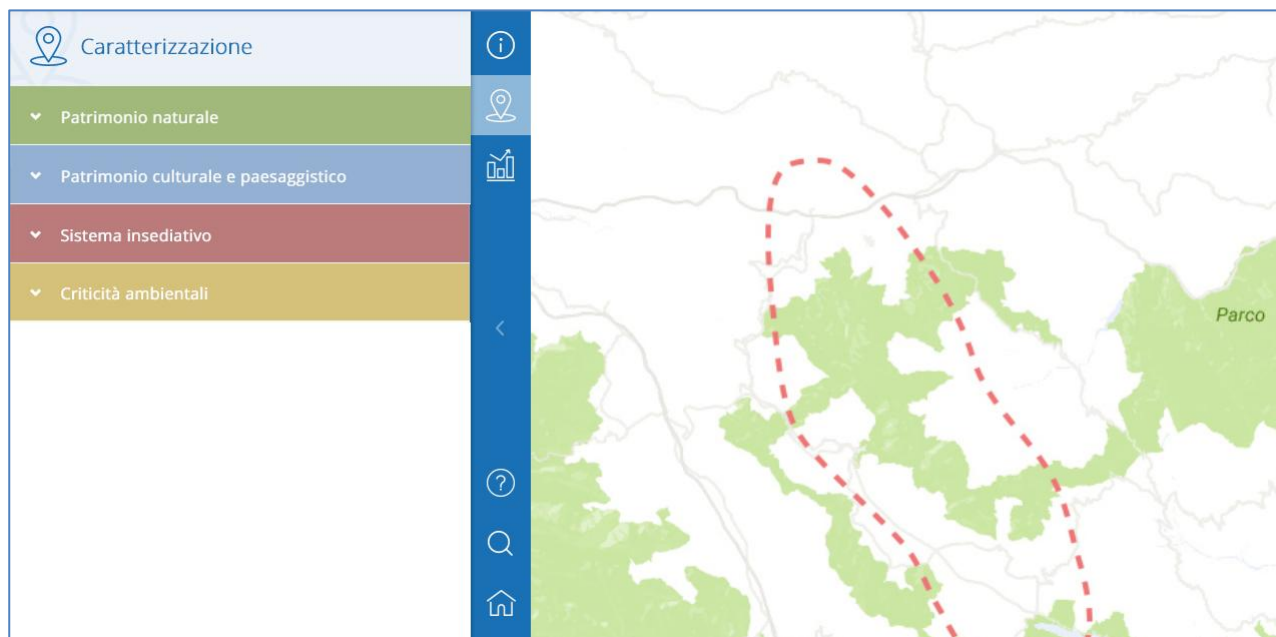 Caratterizzazione
Patrimonio naturale
Patrimonio culturale e paesaggistico
Sistema insediativo
Criticità ambientali
Parco